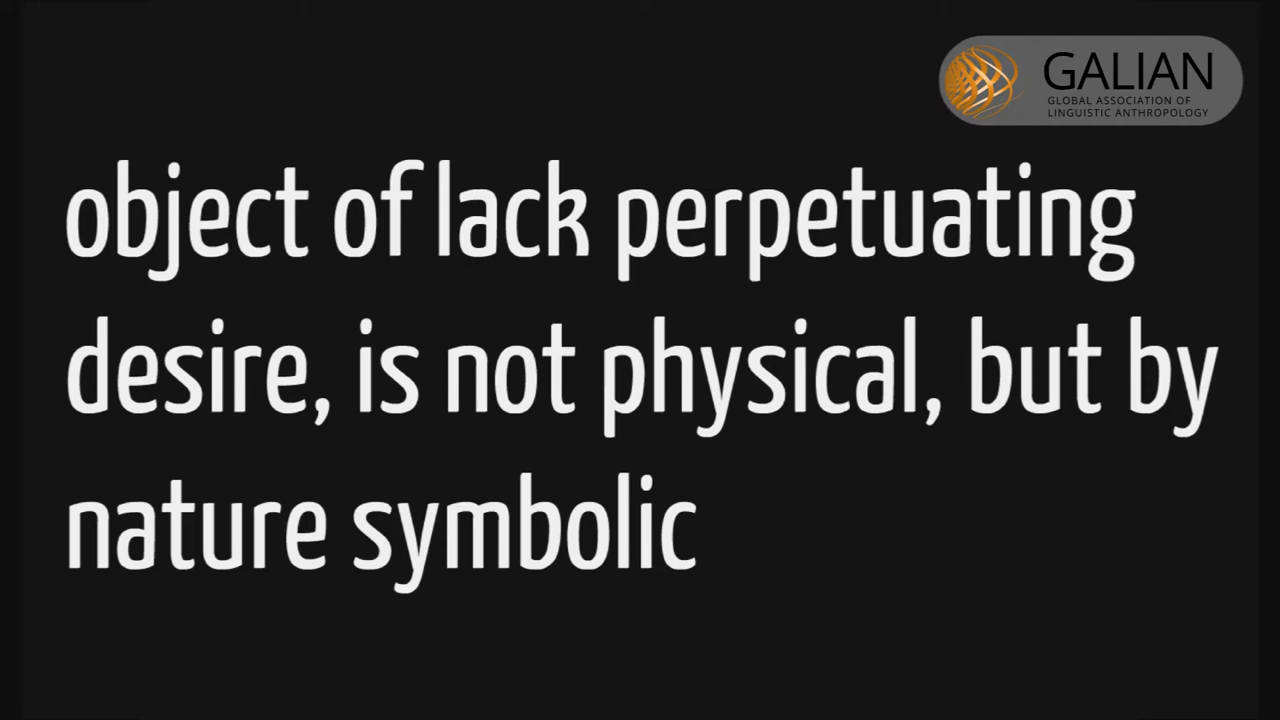 GALIAN
GLOBAL ASSOCIATION OF
LINGUISTIC ANTHROPOLOGY
object of lack perpetuating
desire, is not physical, but by
nature symbolic